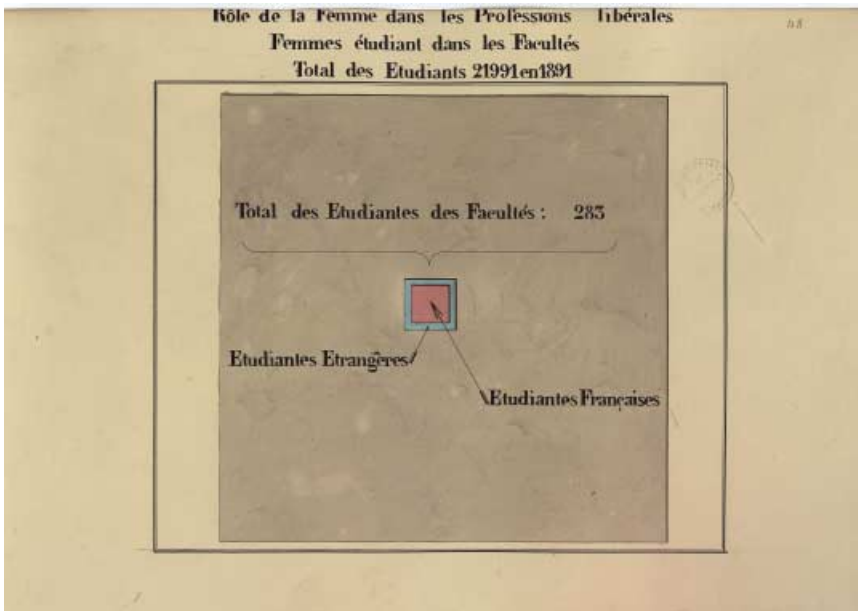 Rôle de la Femme dans les Professions libérales
Femmes étudiant dans les Facultés
Total des Etudiants 21991 en 1891
48
Total des Etudiantes des Facultés : 283
Etudiantes Etrangères
Etudiantes Françaises